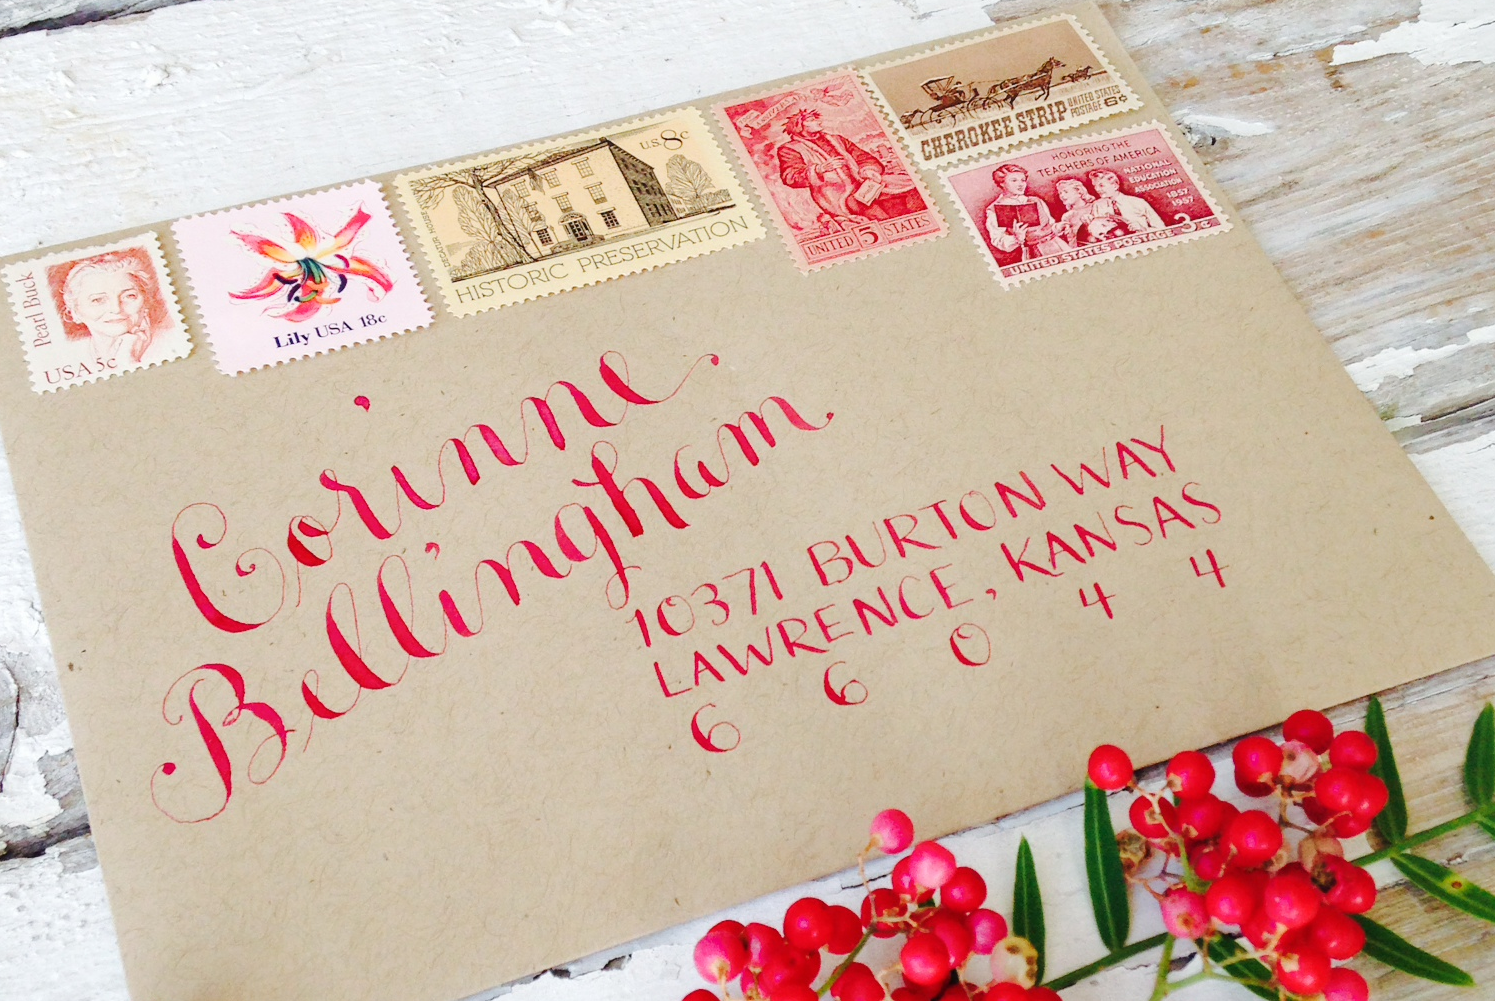 Pearl Buck
USA 5c
Lily USA 18c
U.S. 8c
HISTORIC PRESERVATION
UNITED 5 STATES
CHEROKEE STRIP
UNITED STATES
POSTAGE 6¢
HONORING THE
TEACHERS OF AMERICA
NATIONAL
EDUCATION
ASSOCIATION
1857
1957
3c
UNITED STATES POSTAGE
Corinne
Bellingham
10371 BURTON WAY
LAWRENCE, KANSAS
6 6 0 4 4